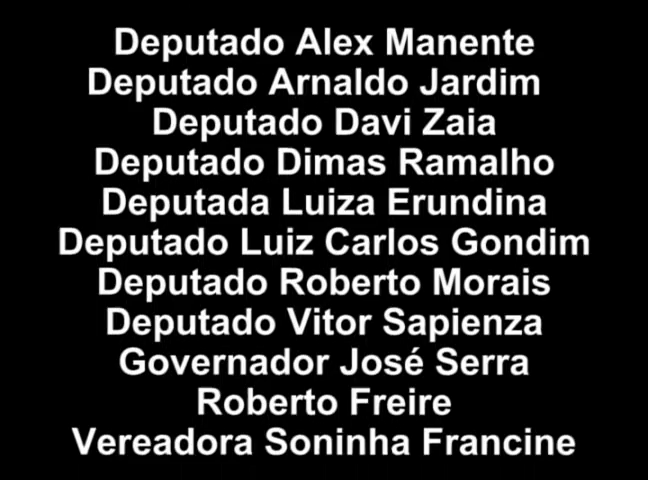 Deputado Alex Manente
Deputado Arnaldo Jardim
Deputado Davi Zaia
Deputado Dimas Ramalho
Deputada Luiza Erundina
Deputado Luiz Carlos Gondim
Deputado Roberto Morais
Deputado Vitor Sapienza
Governador José Serra
Roberto Freire
Vereadora Soninha Francine